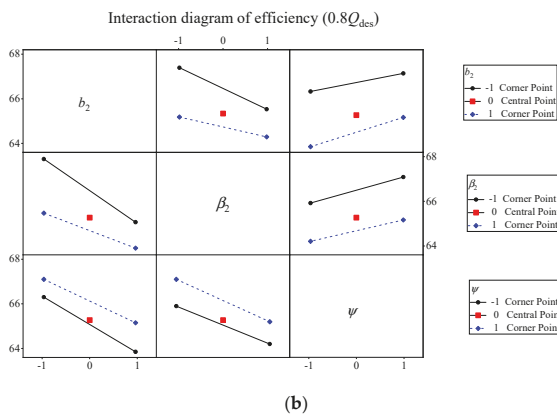 Interaction diagram of efficiency (0.8Q_des)
-1 0 1
68
66
64
b₂
b₂
-1 Corner Point
0 Central Point
1 Corner Point
β₂
68
66
64
β₂
-1 Corner Point
0 Central Point
1 Corner Point
68
66
64
ψ
ψ
-1 Corner Point
0 Central Point
1 Corner Point
-1 0 1
-1 0 1
(b)